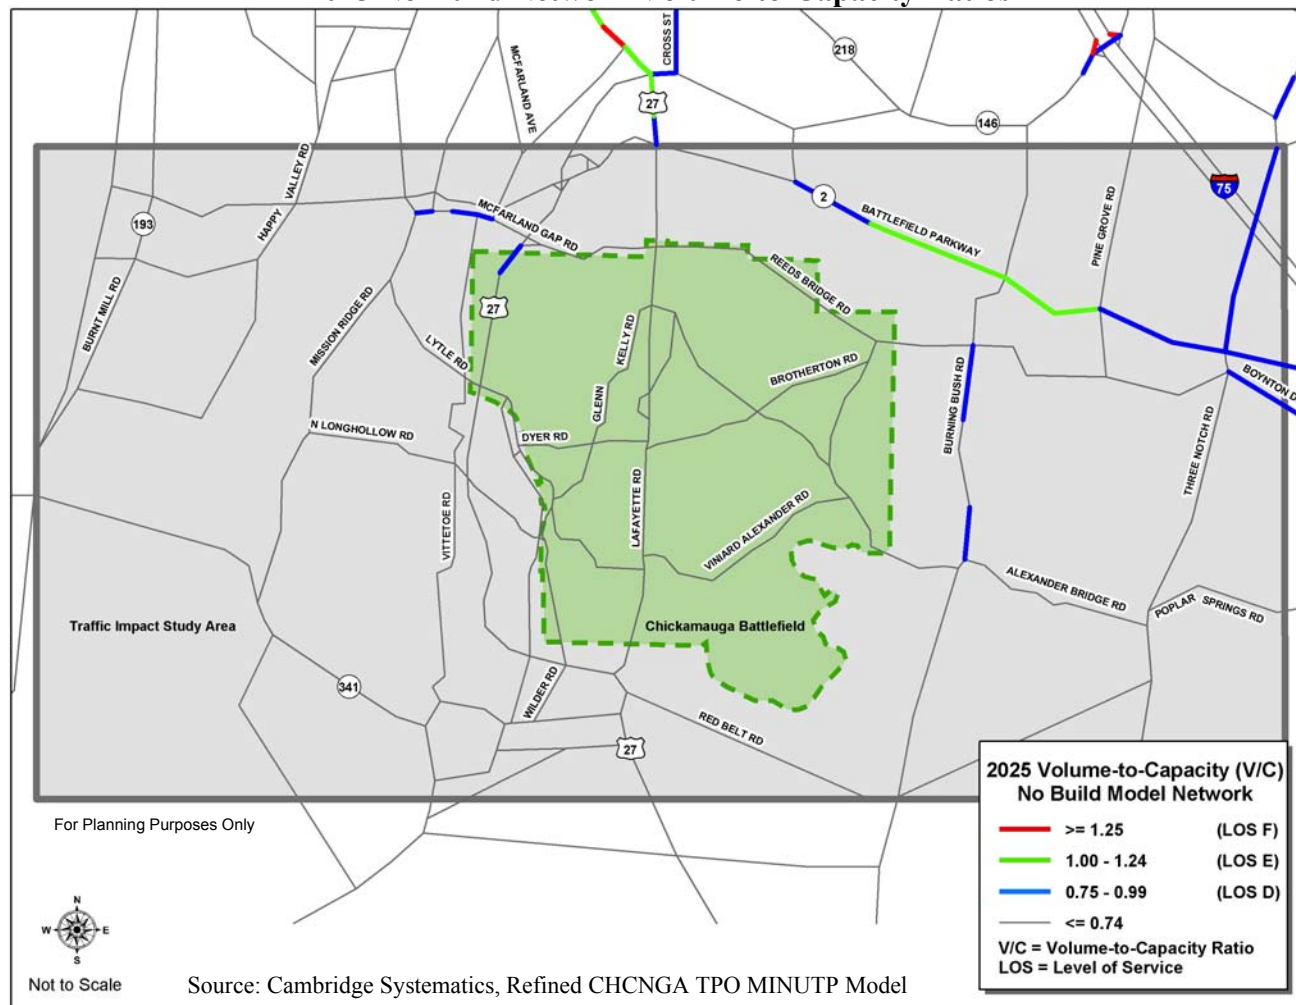 CROSS ST
MCFARLAND AVE
218
27
146
75
HAPPY VALLEY RD
193
MCFARLAND GAP RD
2
BATTLEFIELD PARKWAY
PINE GROVE RD
BURNT MILL RD
REEDS BRIDGE RD
27
MISSION RIDGE RD
LYTLE RD
KELLY RD
GLENN
BROTHERTON RD
BURNING BUSH RD
BOYNTON D
N LONGHOLLOW RD
DYER RD
THREE NOTCH RD
VITTETOE RD
LAFAYETTE RD
VINIARD ALEXANDER RD
ALEXANDER BRIDGE RD
POPLAR SPRINGS RD
Traffic Impact Study Area
Chickamauga Battlefield
341
WILDER RD
RED BELT RD
27
2025 Volume-to-Capacity (V/C)
No Build Model Network
>= 1.25 (LOS F)
1.00 - 1.24 (LOS E)
0.75 - 0.99 (LOS D)
<= 0.74
V/C = Volume-to-Capacity Ratio
LOS = Level of Service
For Planning Purposes Only
N
W E
S
Not to Scale
Source: Cambridge Systematics, Refined CHCNGA TPO MINUTP Model